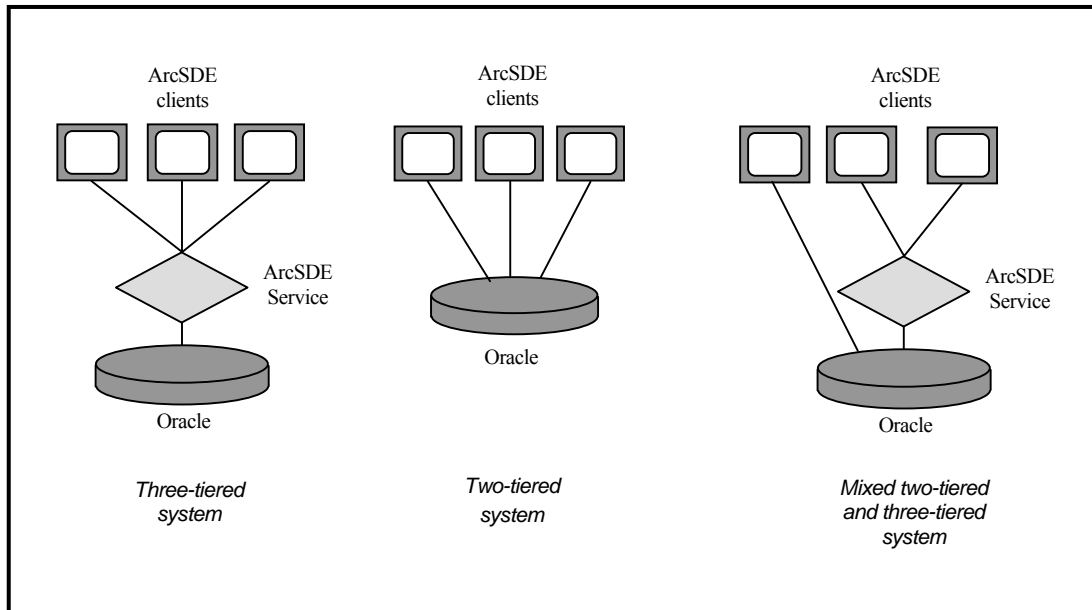 ArcSDE
clients
ArcSDE
Service
Oracle
Three-tiered
system
ArcSDE
clients
Oracle
Two-tiered
system
ArcSDE
clients
ArcSDE
Service
Oracle
Mixed two-tiered
and three-tiered
system